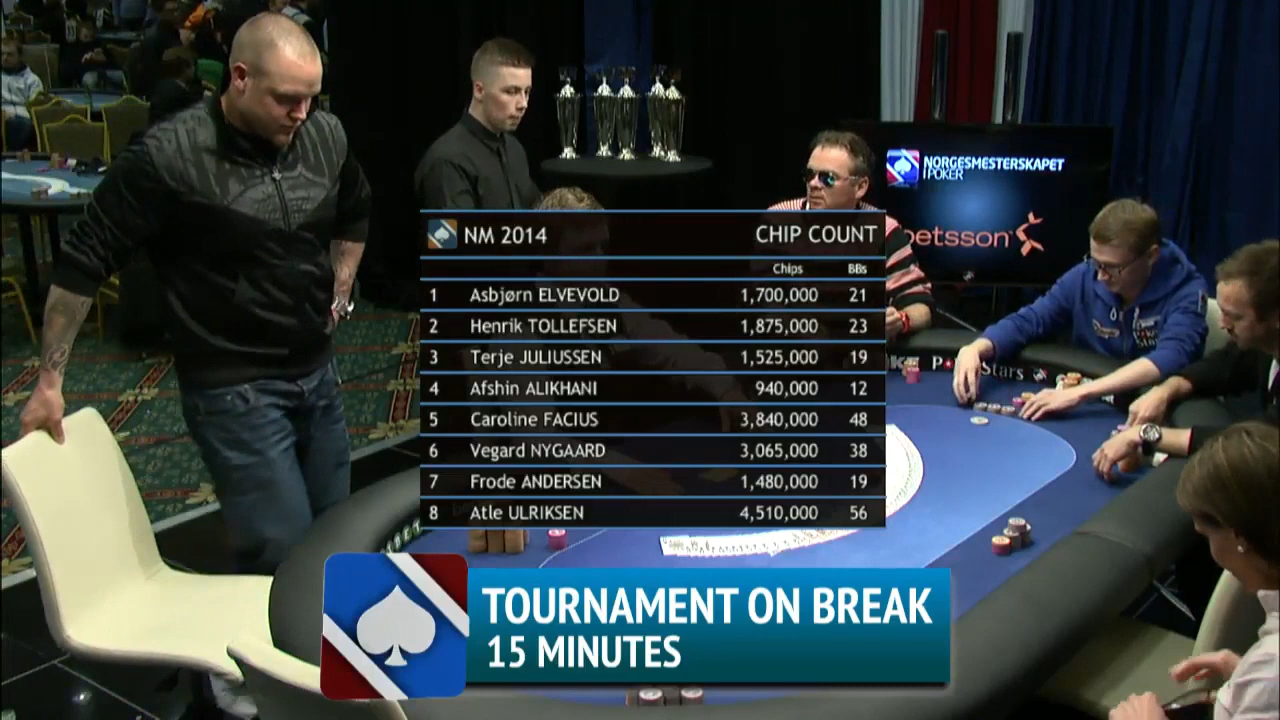 NORGESMESTERSKAPET
I POKER
betsson
NM 2014 CHIP COUNT
Chips BBs
1 Asbjørn ELVEVOLD 1,700,000 21
2 Henrik TOLLEFSEN 1,875,000 23
3 Terje JULIUSSEN 1,525,000 19
4 Afshin ALIKHANI 940,000 12
5 Caroline FACIUS 3,840,000 48
6 Vegard NYGAARD 3,065,000 38
7 Frode ANDERSEN 1,480,000 19
8 Atle ULRIKSEN 4,510,000 56
TOURNAMENT ON BREAK
15 MINUTES